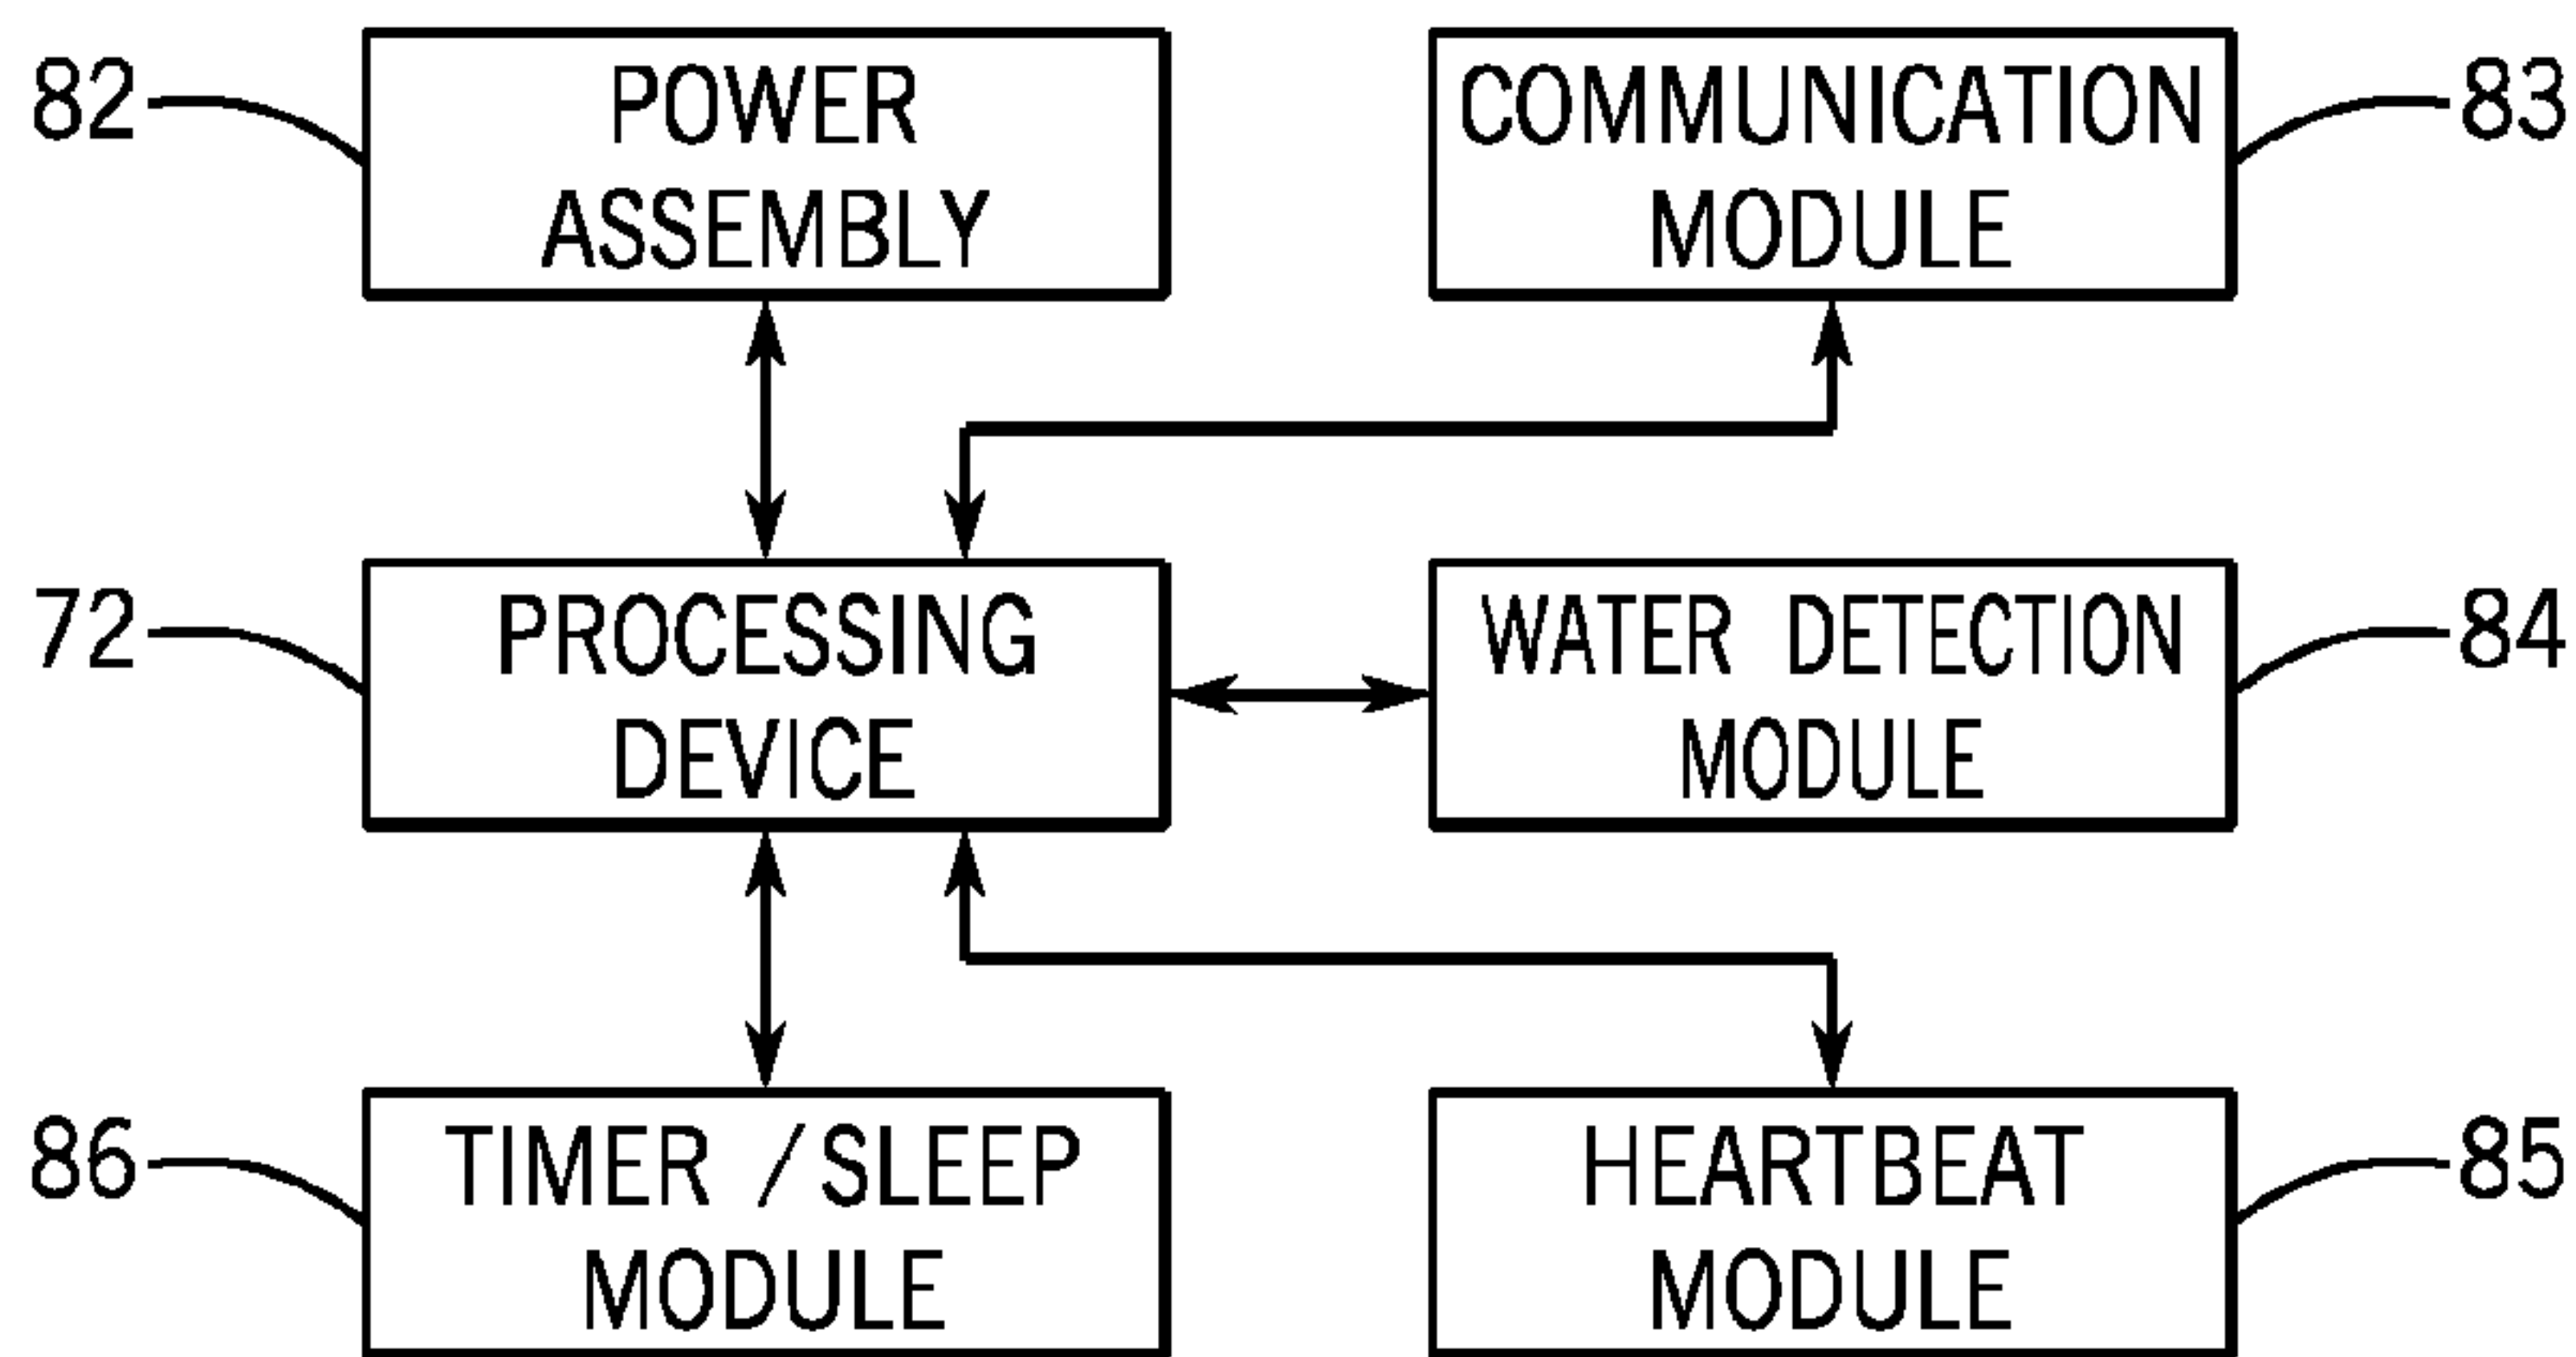 82
POWER
ASSEMBLY
COMMUNICATION
MODULE
83
72
PROCESSING
DEVICE
WATER DETECTION
MODULE
84
86
TIMER /SLEEP
MODULE
HEARTBEAT
MODULE
85